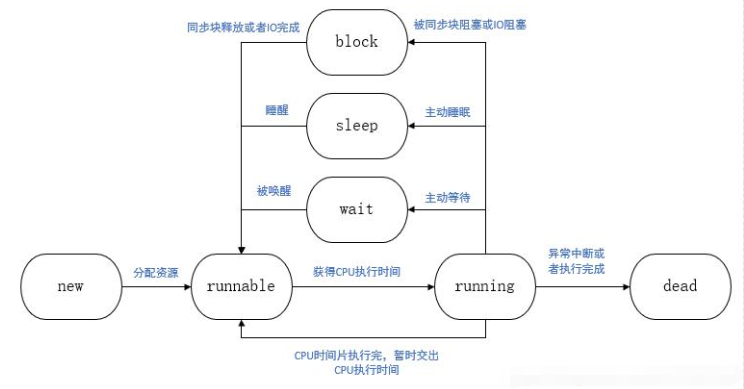 同步块释放或者IO完成
block
被同步块阻塞或IO阻塞
睡醒
sleep
主动睡眠
被唤醒
wait
主动等待
new
分配资源
runnable
获得CPU执行时间
running
异常中断或
者执行完成
dead
CPU时间片执行完，暂时交出
CPU执行时间